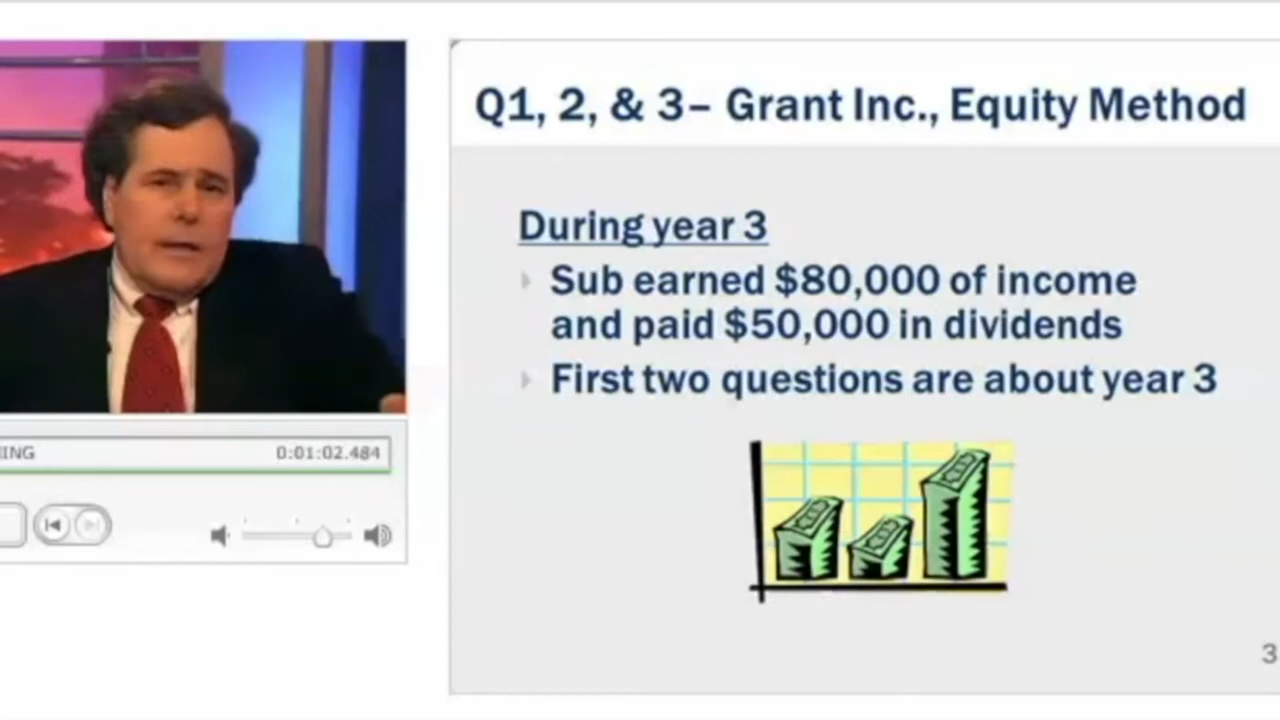 Q1, 2, & 3– Grant Inc., Equity Method
During year 3
Sub earned $80,000 of income
and paid $50,000 in dividends
First two questions are about year 3
ING
0:01:02.484
3